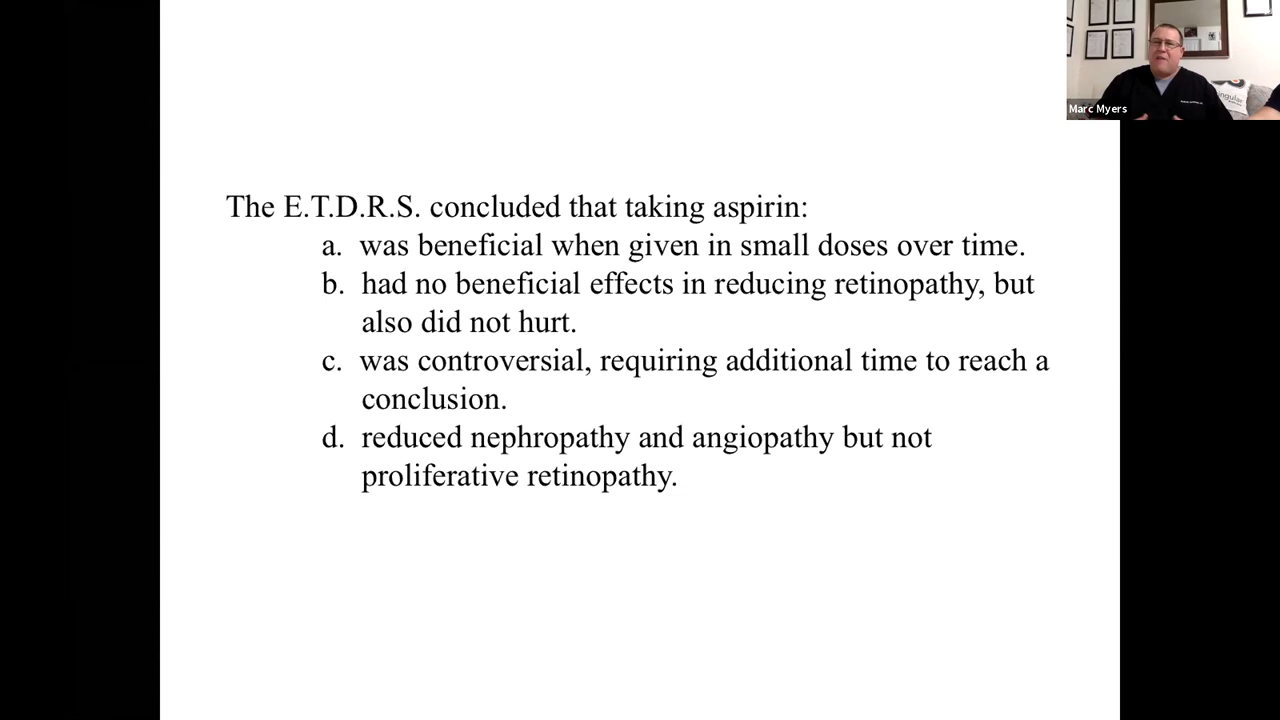 Marc Myers
The E.T.D.R.S. concluded that taking aspirin:
a. was beneficial when given in small doses over time.
b. had no beneficial effects in reducing retinopathy, but
also did not hurt.
c. was controversial, requiring additional time to reach a
conclusion.
d. reduced nephropathy and angiopathy but not
proliferative retinopathy.